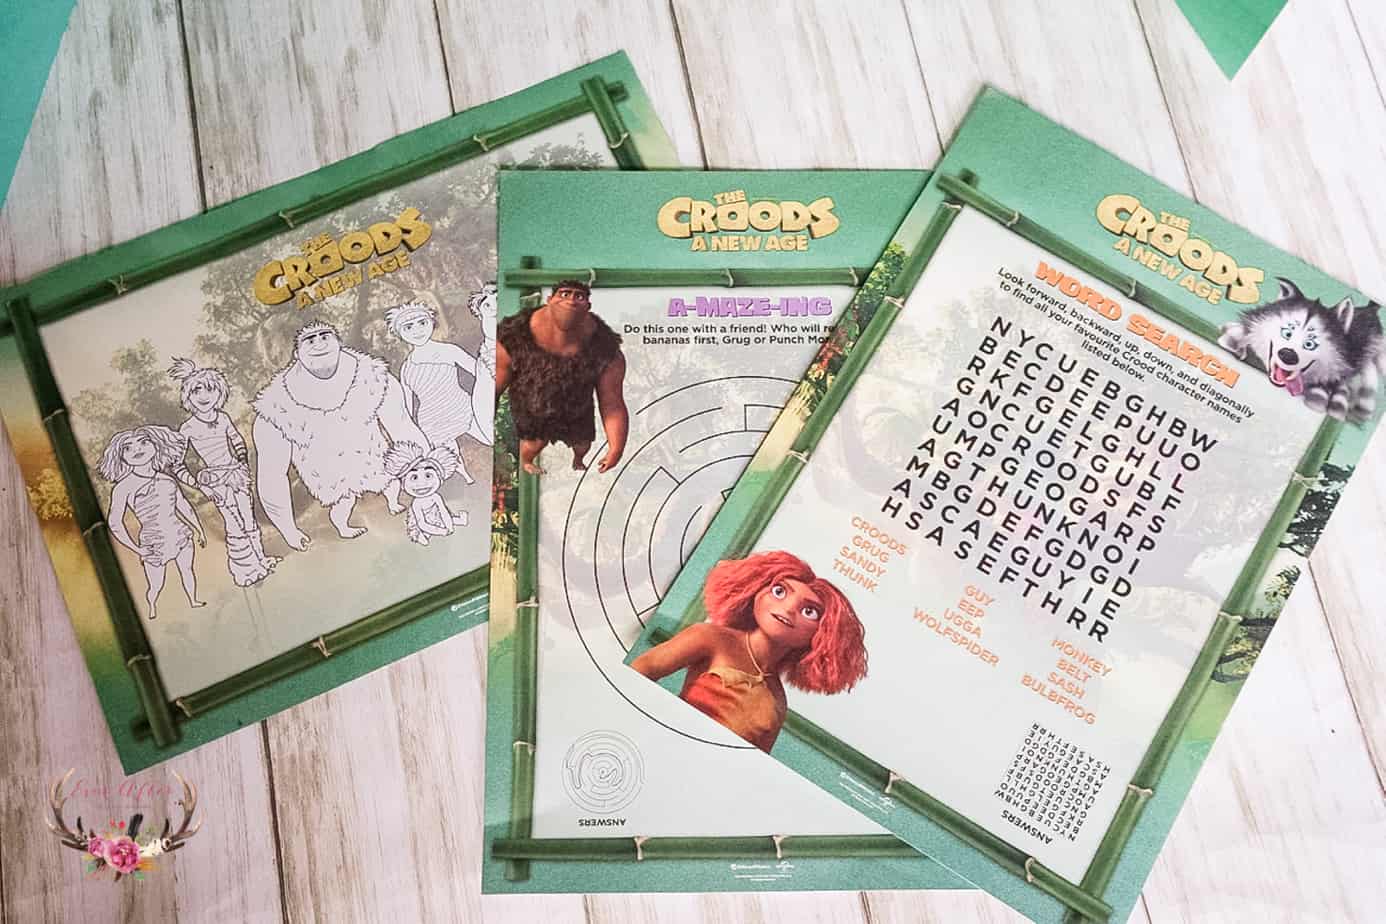 THE
CROODS
A NEW AGE
THE
CROODS
A NEW AGE
A-MAZE-ING
Do this one with a friend! Who will
bananas first, Grug or Punch
ANSWERS
THE
CROODS
A NEW AGE
WORD SEARCH
Look forward, backward, up, down, and diagonally
to find all your favourite Crood character names
listed below.
N Y C U E B G H B W
B E C D E E P U U O
R K F G E L G H L L
G N C U E T G U B F
A O C R O O D S F S
U M P G E O G A R P
A G T H U N K N O I
M B G D E F G D G D
A S C A E G U Y I E
H S A S E F T H R R
CROODS
GRUG
SANDY
THUNK
GUY
EEP
UGGA
WOLFSPIDER
MONKEY
BELT
SASH
BULBFROG
ANSWERS
Ever After